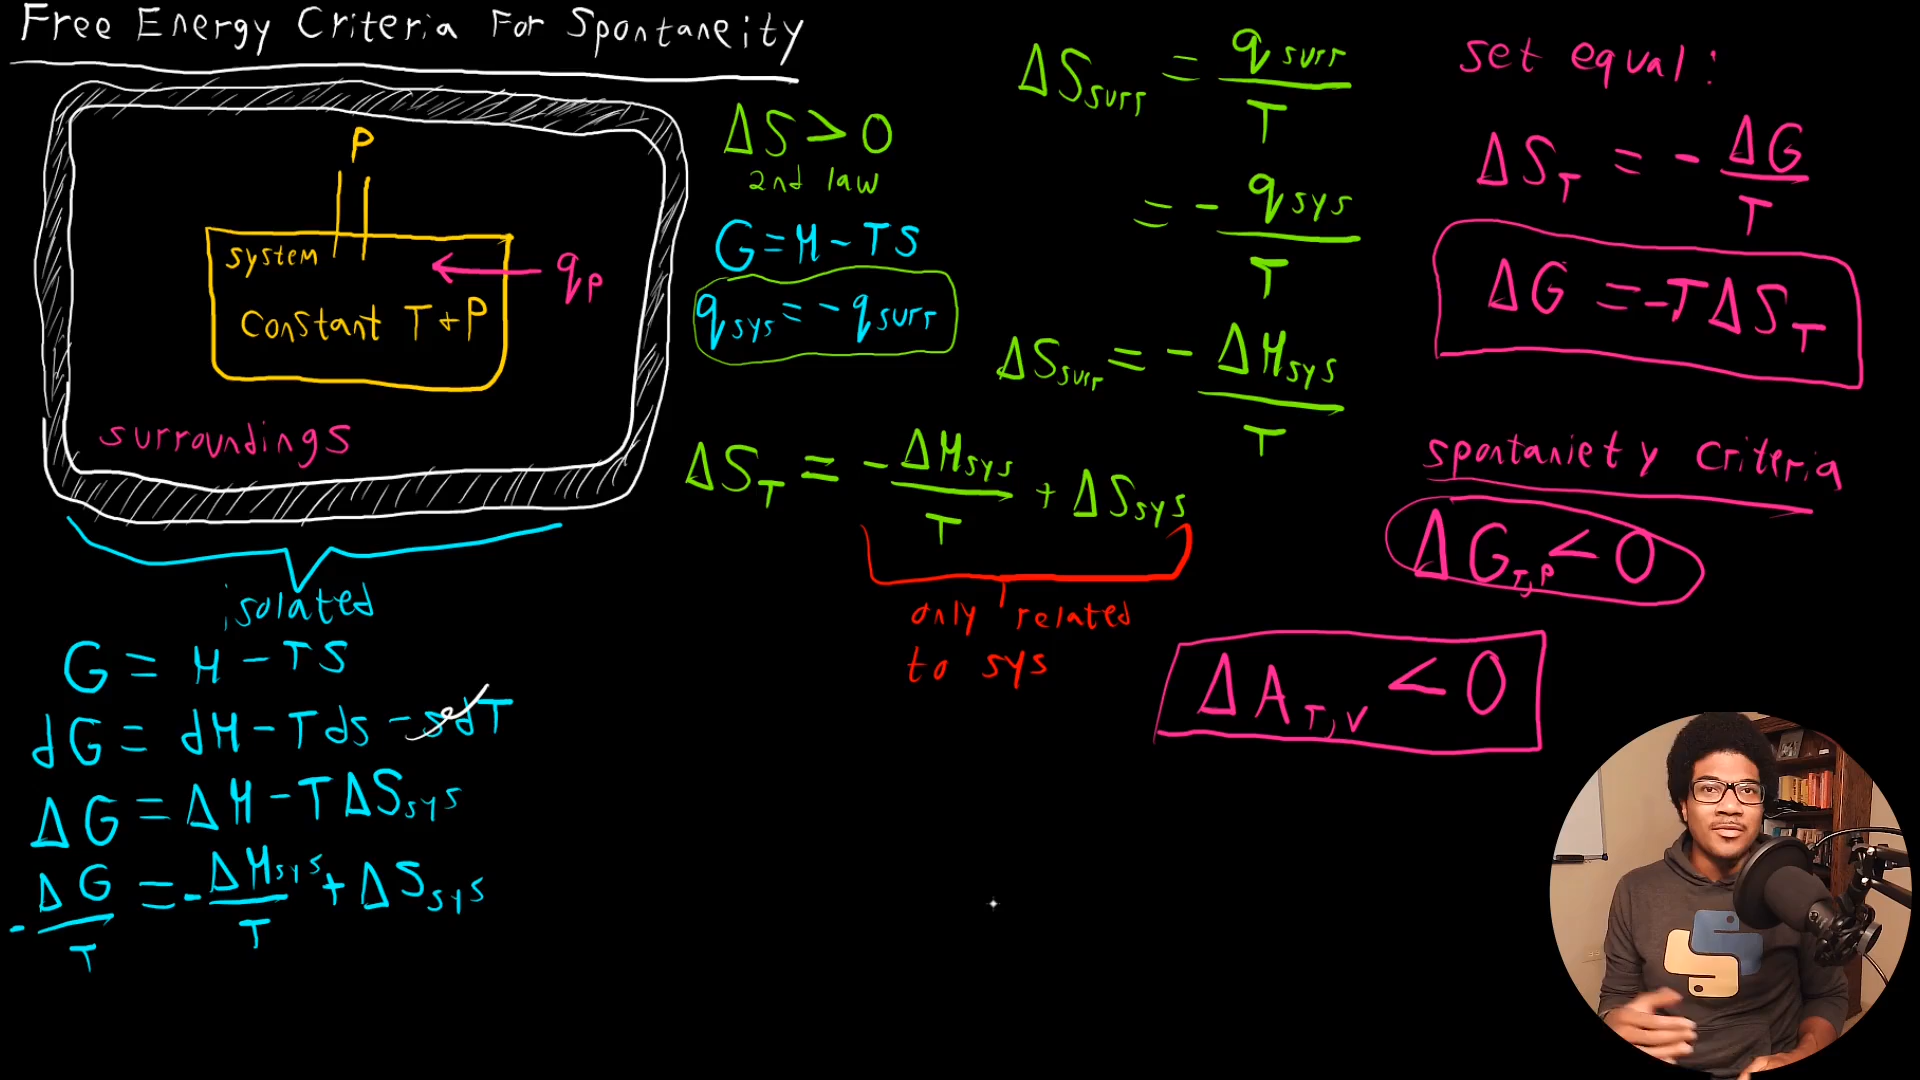 Free Energy Criteria For Spontaneity
P
system
Constant T + P
qP
surroundings
isolated
G = H - TS
dG = dH - Tds - sdT
ΔG = ΔH - TΔSsys
-ΔG/T = -ΔHsys/T + ΔSsys
ΔS > 0
2nd law
G = H - TS
qsys = - qsurr
ΔSsurr = qsurr/T
= - qsys/T
ΔSsurr = - ΔHsys/T
ΔST = - ΔHsys/T + ΔSsys
only related
to sys
set equal:
ΔST = - ΔG/T
ΔG = -TΔST
spontaniety Criteria
ΔGT,P < 0
ΔAT,V < 0